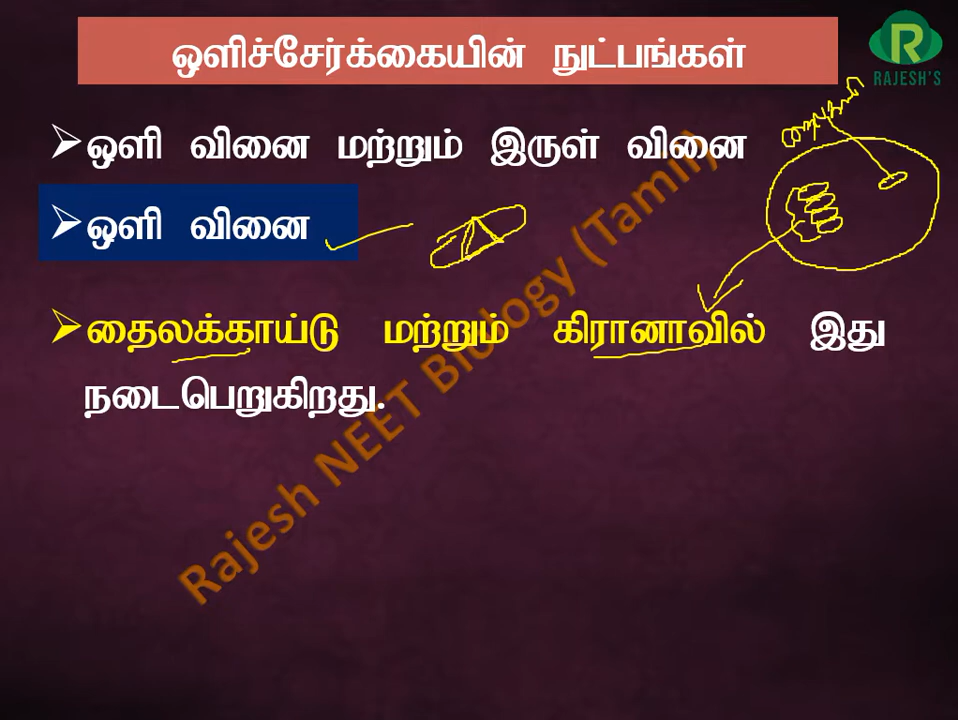 ஒளிச்சேர்க்கையின் நுட்பங்கள்
R
RAJESH'S
➢ஒளி வினை மற்றும் இருள் வினை
➢ஒளி வினை
➢தைலக்காய்டு மற்றும் கிரானாவில் இது
நடைபெறுகிறது.
Rajesh NEET Biology (Tamil)